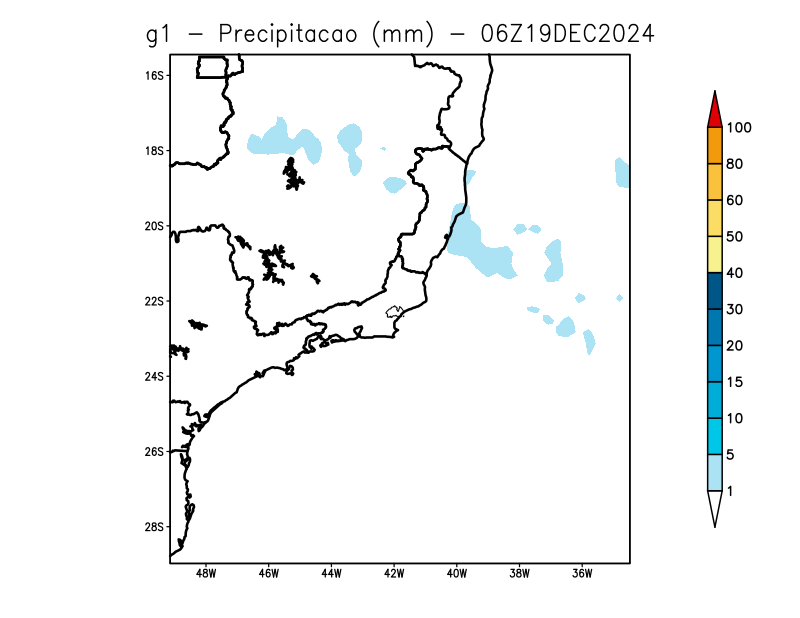 g1 – Precipitacao (mm) – 06Z19DEC2024
16S
18S
20S
22S
24S
26S
28S
48W 46W 44W 42W 40W 38W 36W
100
80
60
50
40
30
20
15
10
5
1